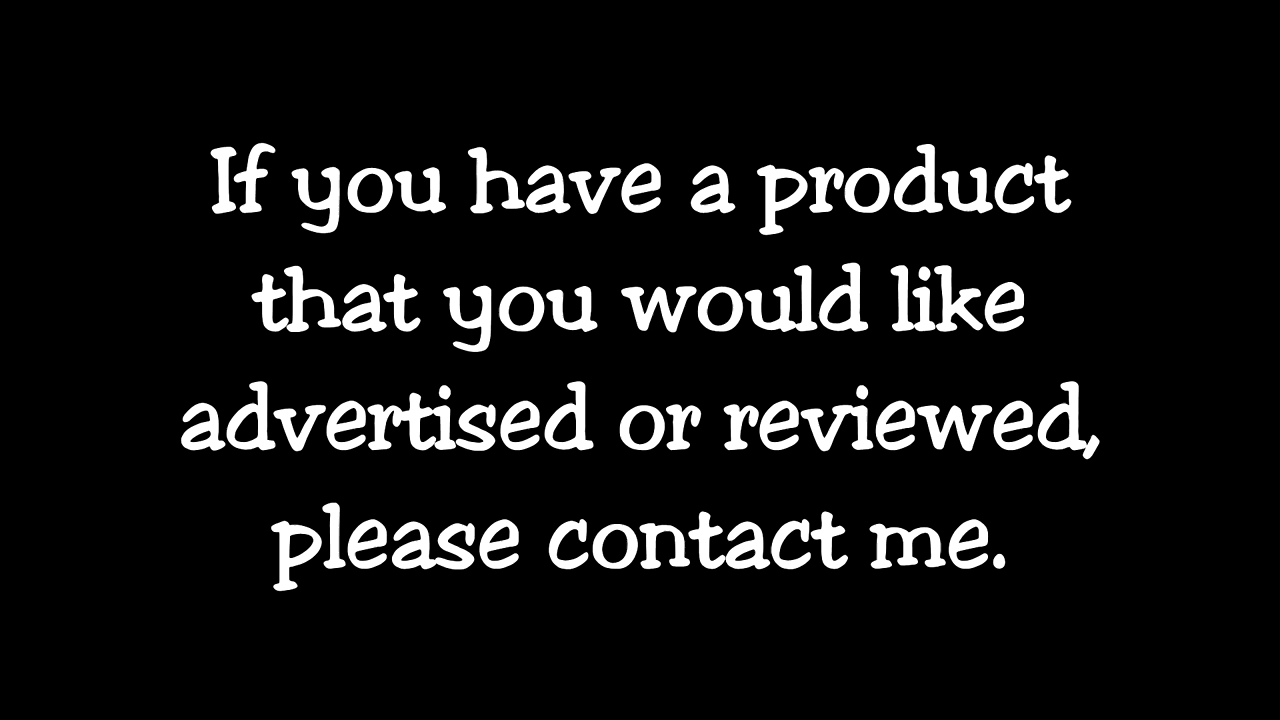 If you have a product
that you would like
advertised or reviewed,
please contact me.